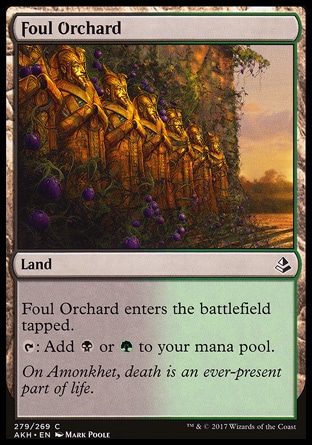 Foul Orchard
Land
Foul Orchard enters the battlefield
tapped.
: Add or to your mana pool.
On Amonkhet, death is an ever-present
part of life.
279/269 C
AKH • EN Mark Poole
™ & © 2017 Wizards of the Coast